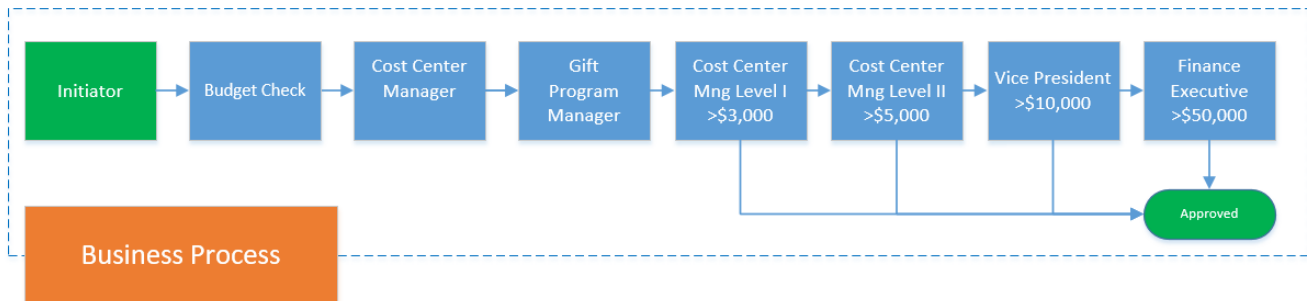 Initiator
Budget Check
Cost Center
Manager
Gift
Program
Manager
Cost Center
Mng Level I
>$3,000
Cost Center
Mng Level II
>$5,000
Vice President
>$10,000
Finance
Executive
>$50,000
Approved
Business Process